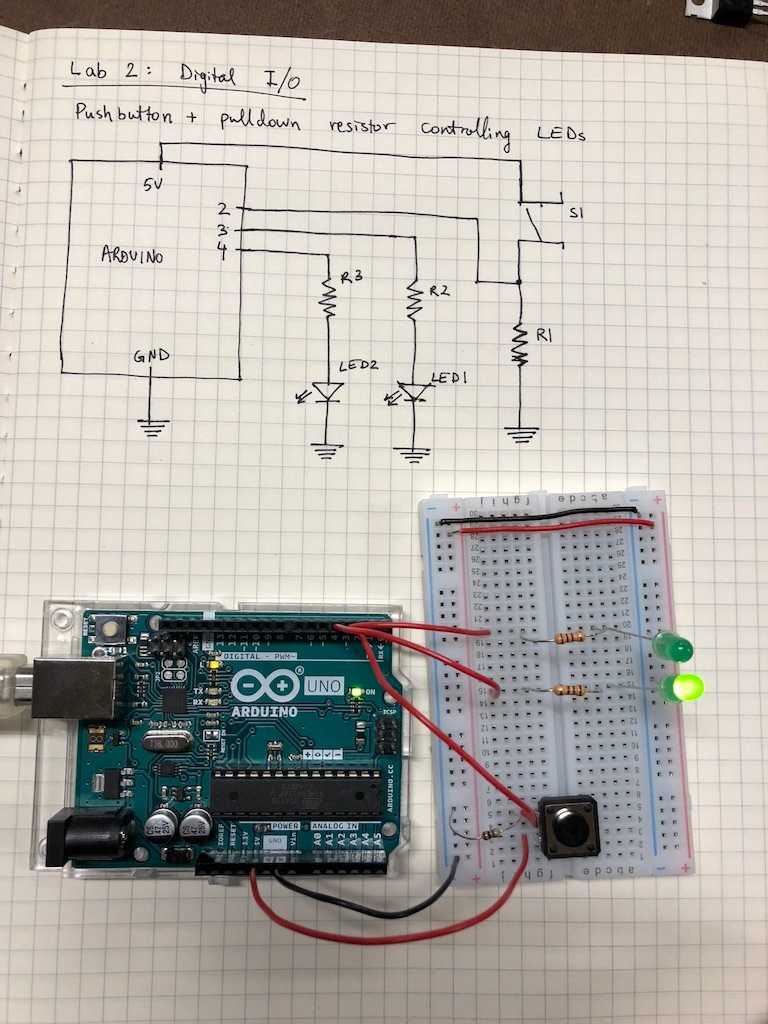 Lab 2: Digital I/O
Pushbutton + pulldown resistor controlling LEDs
5V
2
3
4
ARDUINO
GND
S1
R3
R2
R1
LED2
LED1
DIGITAL - PWM~
TX
RX
UNO
ON
ARDUINO
ICSP
ARDUINO.CC
POWER
ANALOG IN
IOREF
RESET
3.3V
5V
GND
Vin
A0
A1
A2
A3
A4
A5
j i h g f
e d c b a